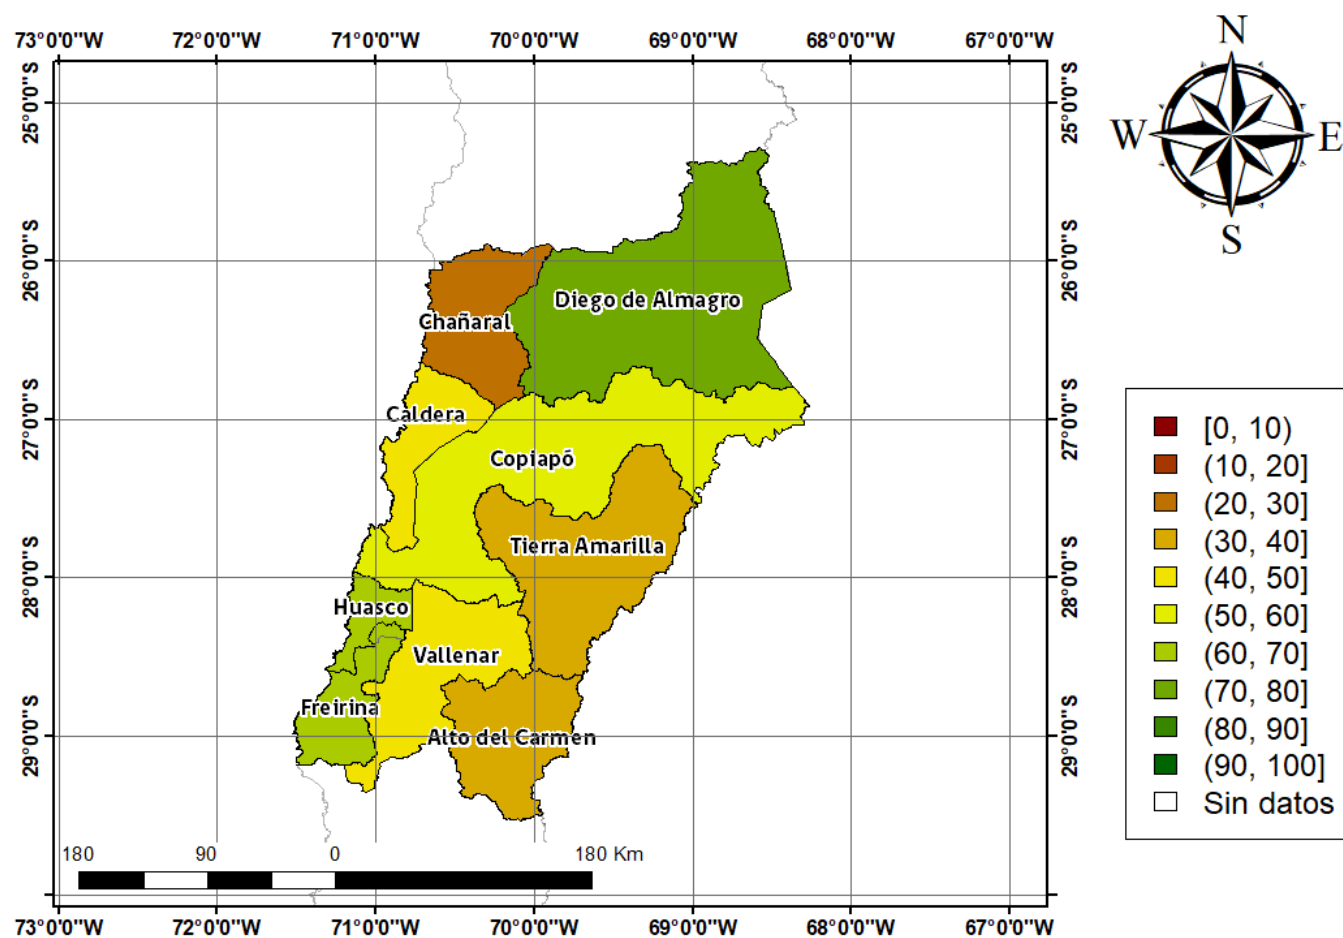 73°0'0"W 72°0'0"W 71°0'0"W 70°0'0"W 69°0'0"W 68°0'0"W 67°0'0"W
N
W E
S
25°0'0"S 25°0'0"S
26°0'0"S 26°0'0"S
27°0'0"S 27°0'0"S
28°0'0"S 28°0'0"S
29°0'0"S 29°0'0"S
Diego de Almagro
Chañaral
Caldera
Copiapó
Tierra Amarilla
Huasco
Vallenar
Freirina
Alto del Carmen
[0, 10)
(10, 20]
(20, 30]
(30, 40]
(40, 50]
(50, 60]
(60, 70]
(70, 80]
(80, 90]
(90, 100]
Sin datos
180 90 0 180 Km
73°0'0"W 72°0'0"W 71°0'0"W 70°0'0"W 69°0'0"W 68°0'0"W 67°0'0"W